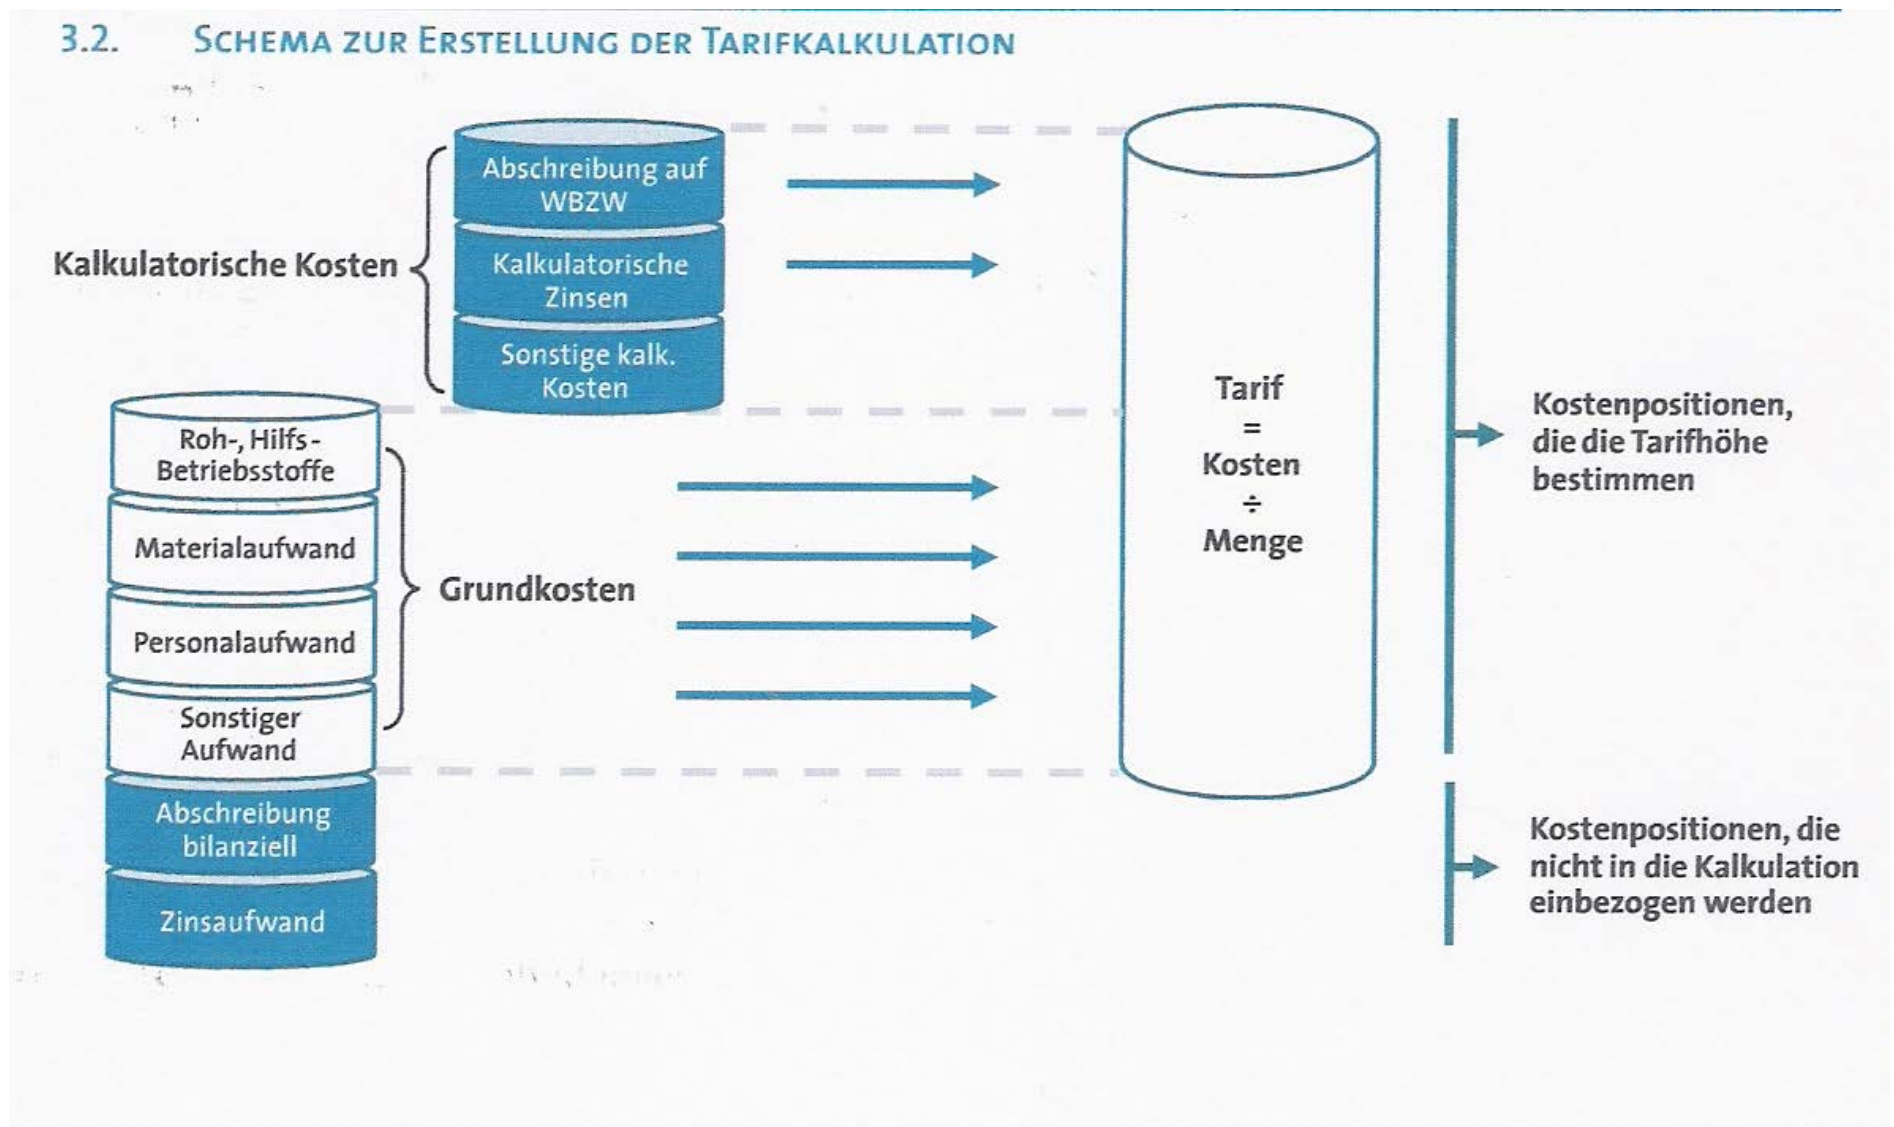 3.2. SCHEMA ZUR ERSTELLUNG DER TARIFKALKULATION
Abschreibung auf
WBZW
Kalkulatorische Kosten
Kalkulatorische
Zinsen
Sonstige kalk.
Kosten
Roh-, Hilfs-
Betriebsstoffe
Materialaufwand
Personalaufwand
Sonstiger
Aufwand
Grundkosten
Abschreibung
bilanziell
Zinsaufwand
Tarif
=
Kosten
÷
Menge
Kostenpositionen,
die die Tarifhöhe
bestimmen
Kostenpositionen, die
nicht in die Kalkulation
einbezogen werden